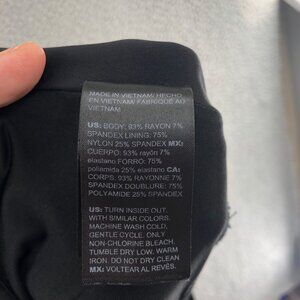 MADE IN VIETNAM/ HECHO
EN VIETNAM/ FABRIQUÉ AU
VIETNAM
US: BODY: 93% RAYON 7%
SPANDEX LINING: 75%
NYLON 25% SPANDEX MX:
CUERPO: 93% rayón 7%
elastano FORRO: 75%
poliamida 25% elastano CA:
CORPS: 93% RAYONNE 7%
SPANDEX DOUBLURE: 75%
POLYAMIDE 25% SPANDEX
US: TURN INSIDE OUT.
WITH SIMILAR COLORS.
MACHINE WASH COLD,
GENTLE CYCLE. ONLY
NON-CHLORINE BLEACH.
TUMBLE DRY LOW. WARM
IRON. DO NOT DRY CLEAN
MX: VOLTEAR AL REVÉS.